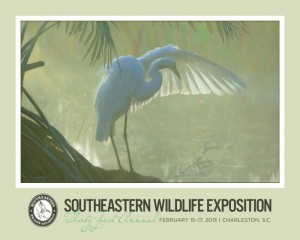 SOUTHEASTERN WILDLIFE EXPOSITION
Thirty-first Annual
FEBRUARY 15-17, 2013 | CHARLESTON, S.C.